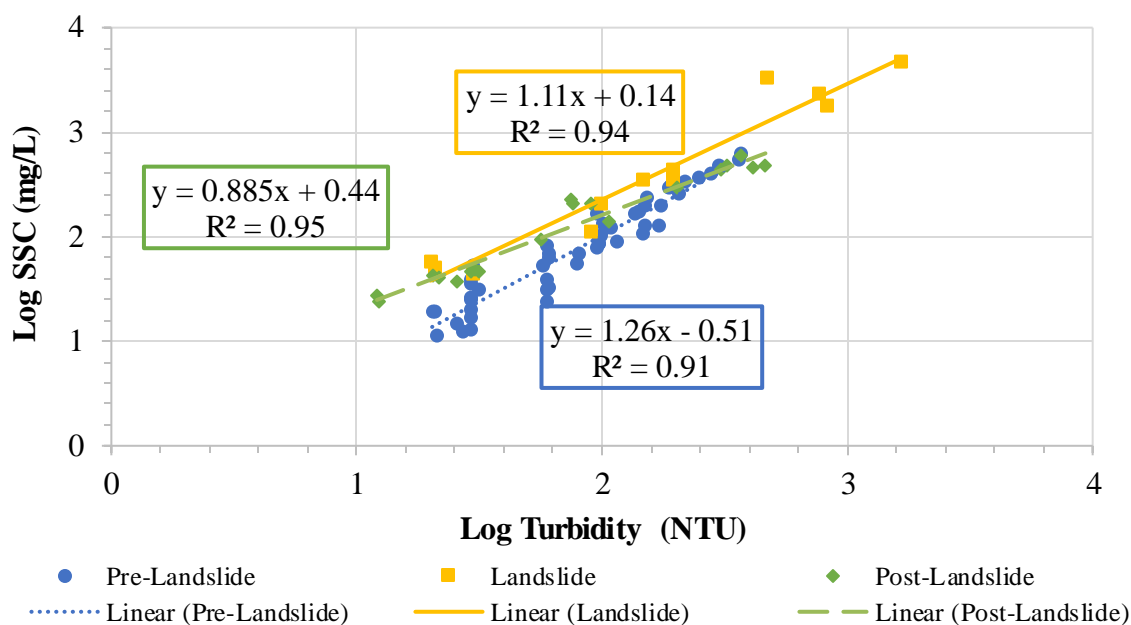 4
3
2
1
0
Log SSC (mg/L)
y = 1.11x + 0.14
R² = 0.94
y = 0.885x + 0.44
R² = 0.95
y = 1.26x - 0.51
R² = 0.91
0 1 2 3 4
Log Turbidity (NTU)
Pre-Landslide Landslide Post-Landslide
Linear (Pre-Landslide) Linear (Landslide) Linear (Post-Landslide)